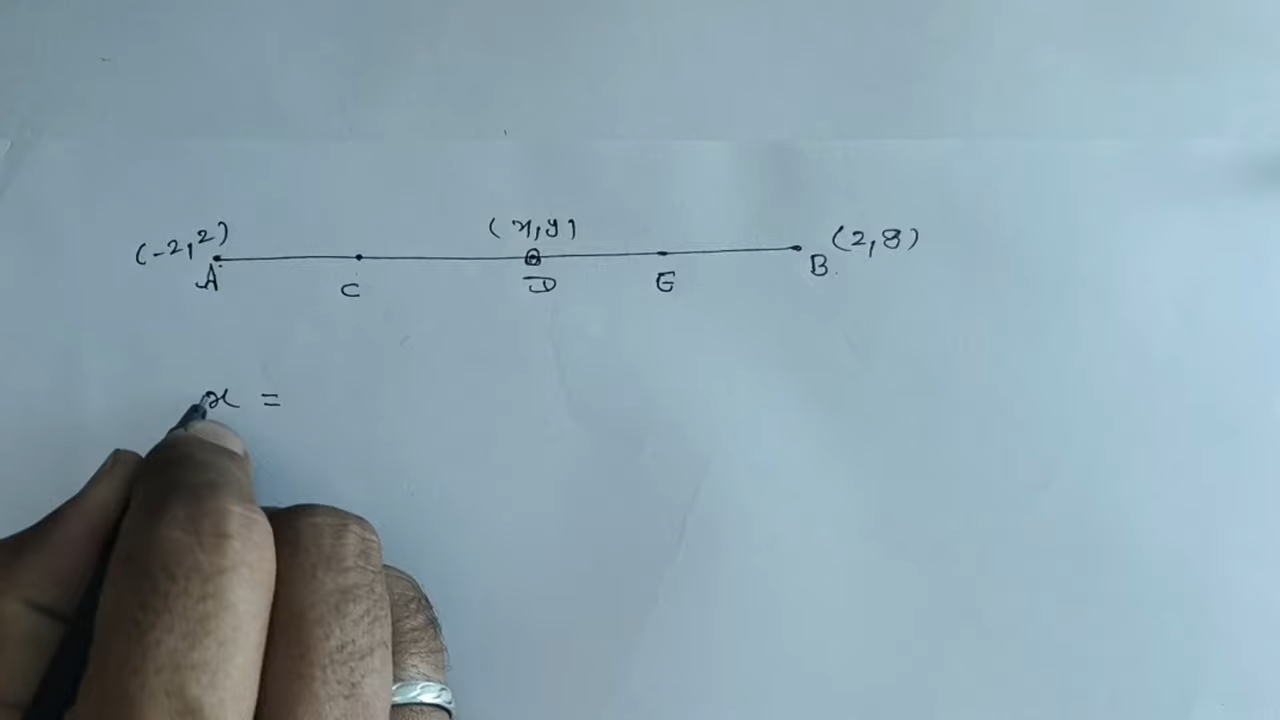 (x,y)
(-2,2) (2,8)
A C D E B
x =